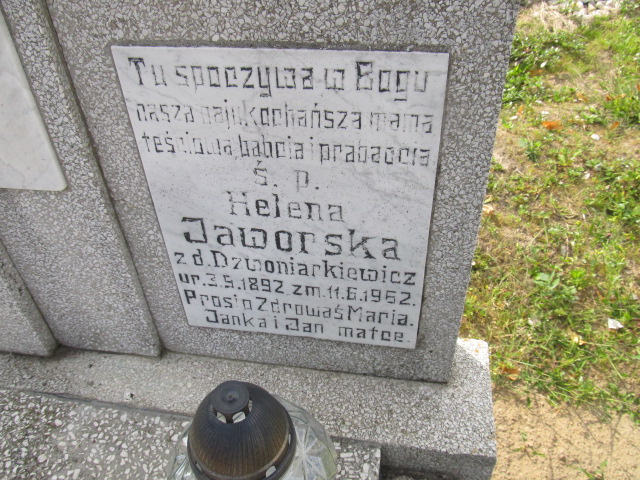 Tu spoczywa w Bogu
nasza najukochańsza mama
teściowa, babcia i prababcia
Ś. p.
Helena
Jaworska
z d. Dzwoniarkiewicz
ur. 3.5.1892 zm. 11.6.1962.
Prosi o Zdrowaś Maria.
Janka i Jan matce